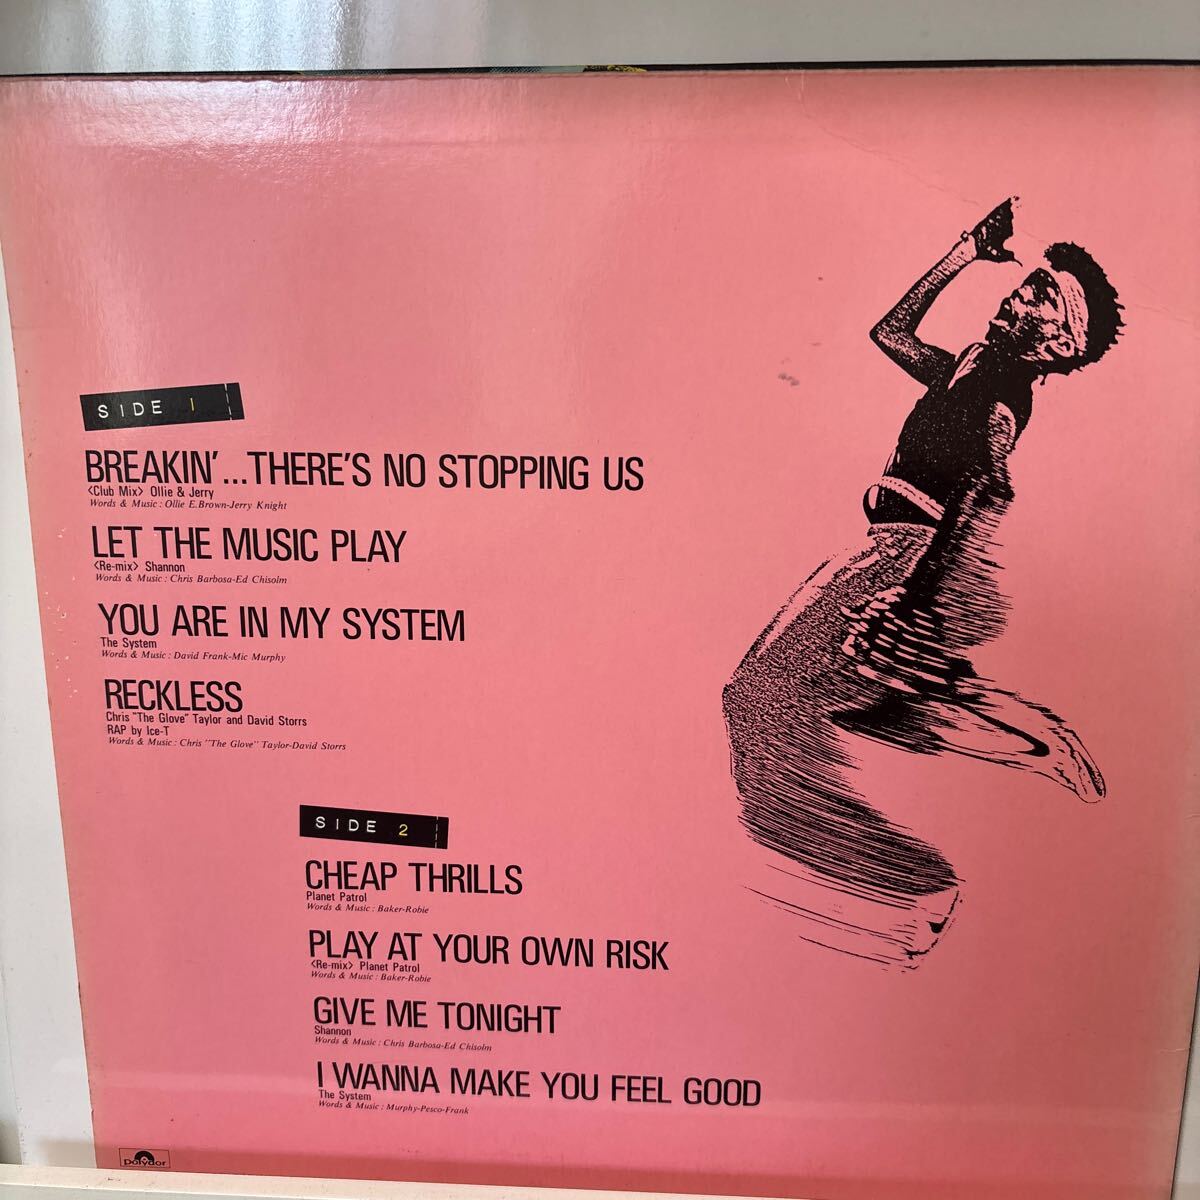 SIDE 1
BREAKIN'...THERE'S NO STOPPING US
<Club Mix> Ollie & Jerry
Words & Music : Ollie E.Brown-Jerry Knight
LET THE MUSIC PLAY
<Re-mix> Shannon
Words & Music : Chris Barbosa-Ed Chisolm
YOU ARE IN MY SYSTEM
The System
Words & Music : David Frank-Mic Murphy
RECKLESS
Chris "The Glove" Taylor and David Storrs
RAP by Ice-T
Words & Music : Chris "The Glove" Taylor-David Storrs
SIDE 2
CHEAP THRILLS
Planet Patrol
Words & Music : Baker-Robie
PLAY AT YOUR OWN RISK
<Re-mix> Planet Patrol
Words & Music : Baker-Robie
GIVE ME TONIGHT
Shannon
Words & Music : Chris Barbosa-Ed Chisolm
I WANNA MAKE YOU FEEL GOOD
The System
Words & Music : Murphy-Pesco-Frank
polydor